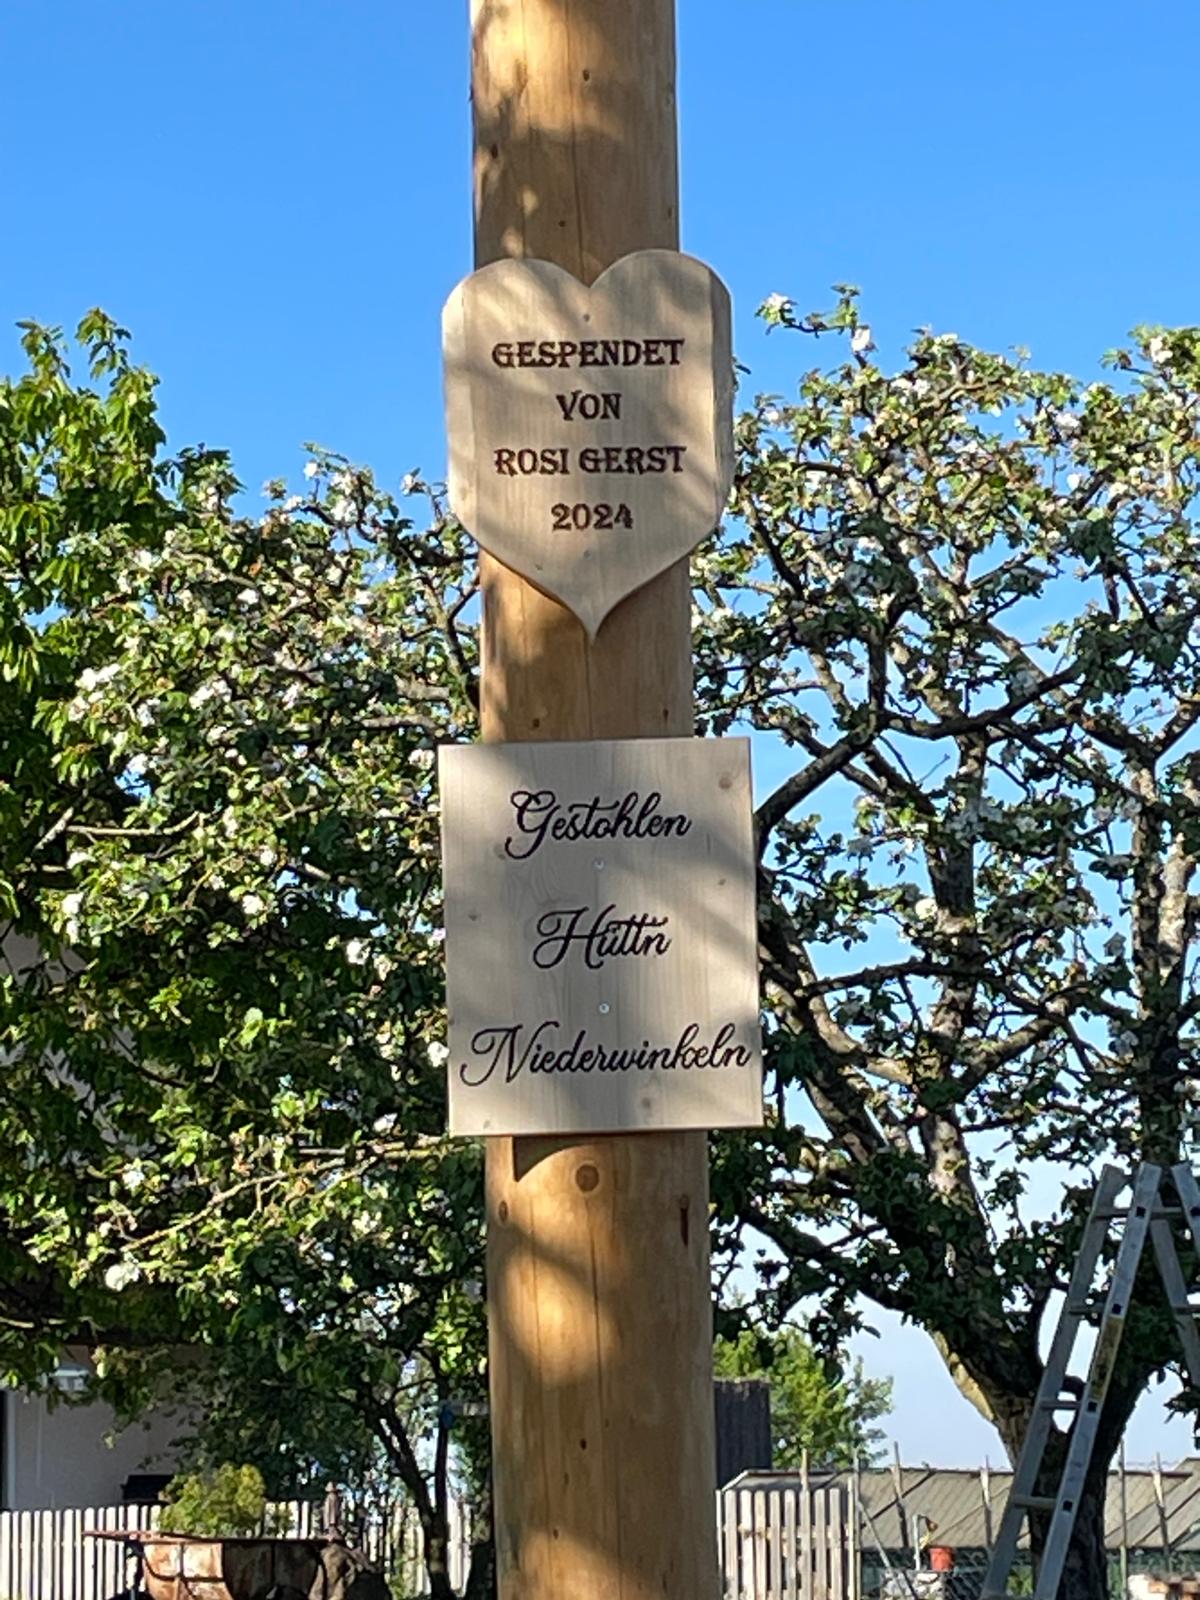 GESPENDET
VON
ROSI GERST
2024
Gestohlen
Hüttn
Niederwinkeln